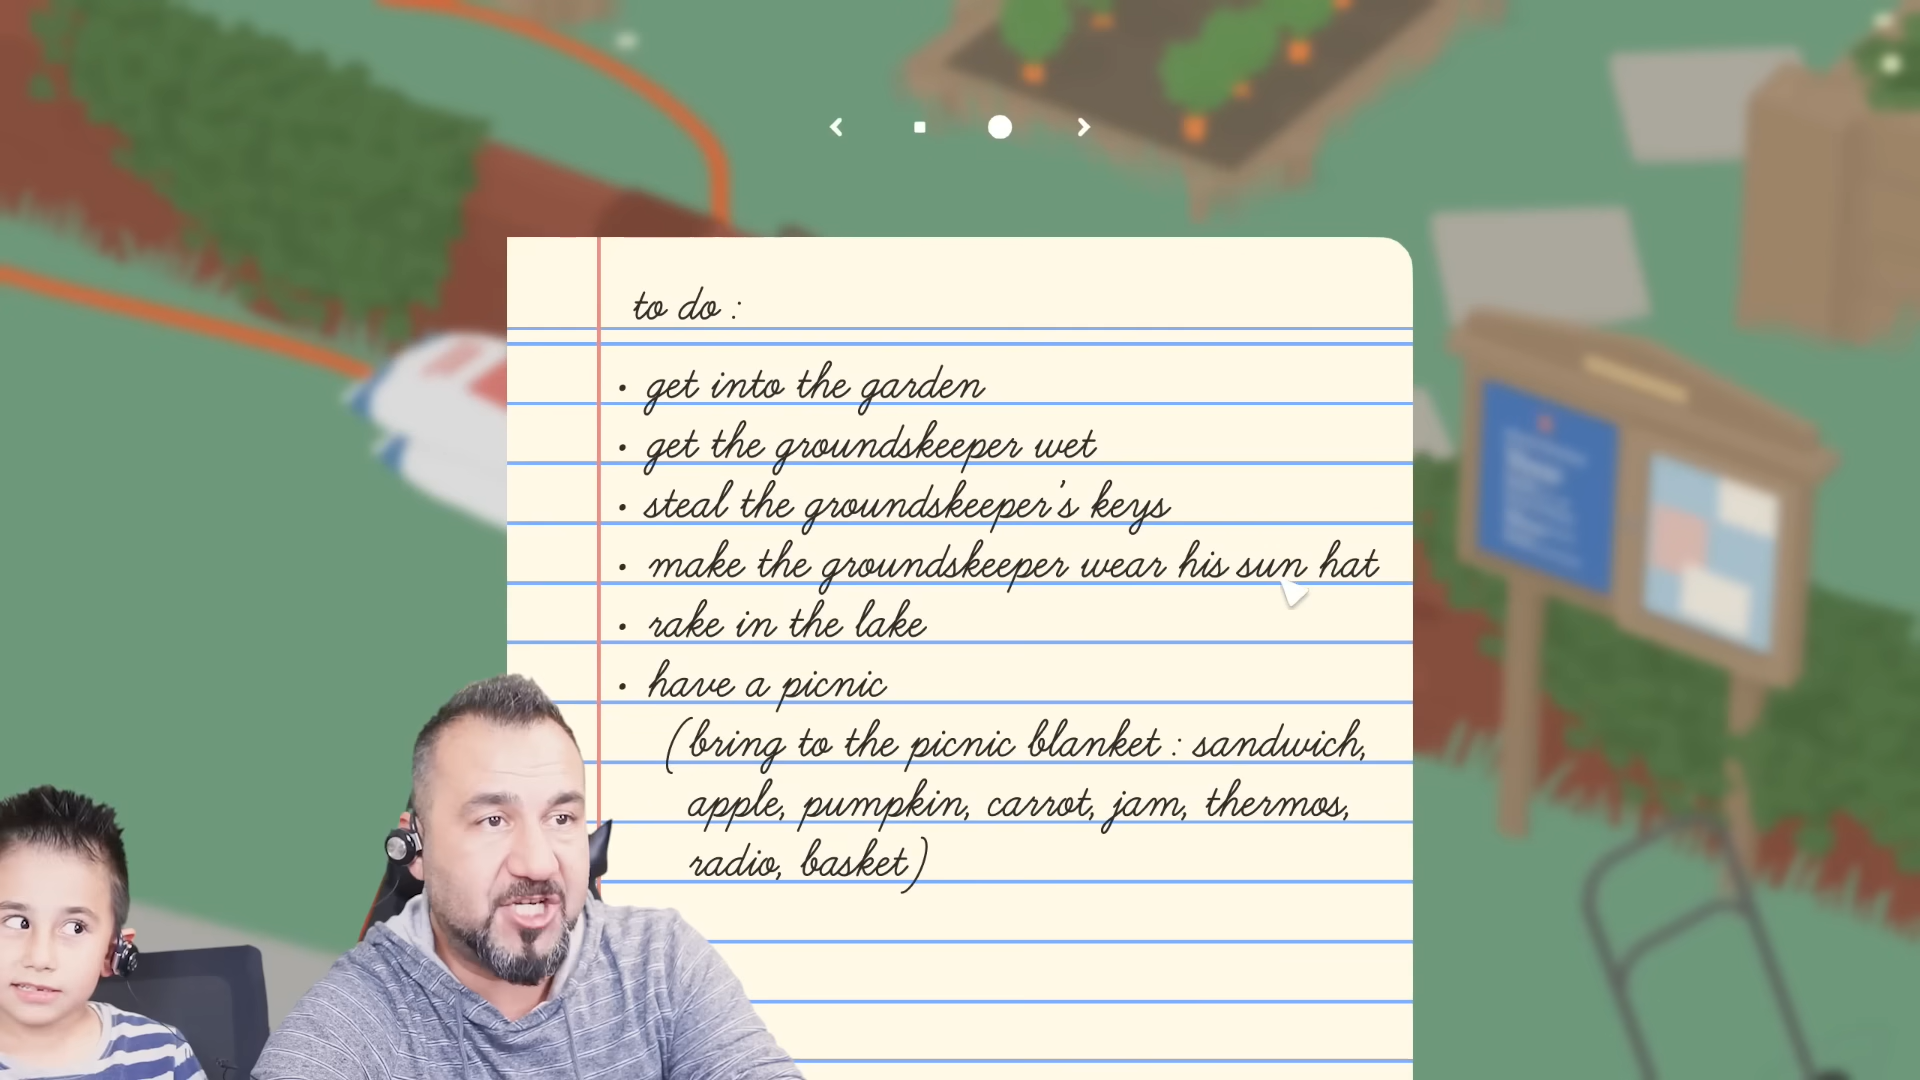 to do :
• get into the garden
• get the groundskeeper wet
• steal the groundskeeper's keys
• make the groundskeeper wear his sun hat
• rake in the lake
• have a picnic
(bring to the picnic blanket : sandwich,
apple, pumpkin, carrot, jam, thermos,
radio, basket)